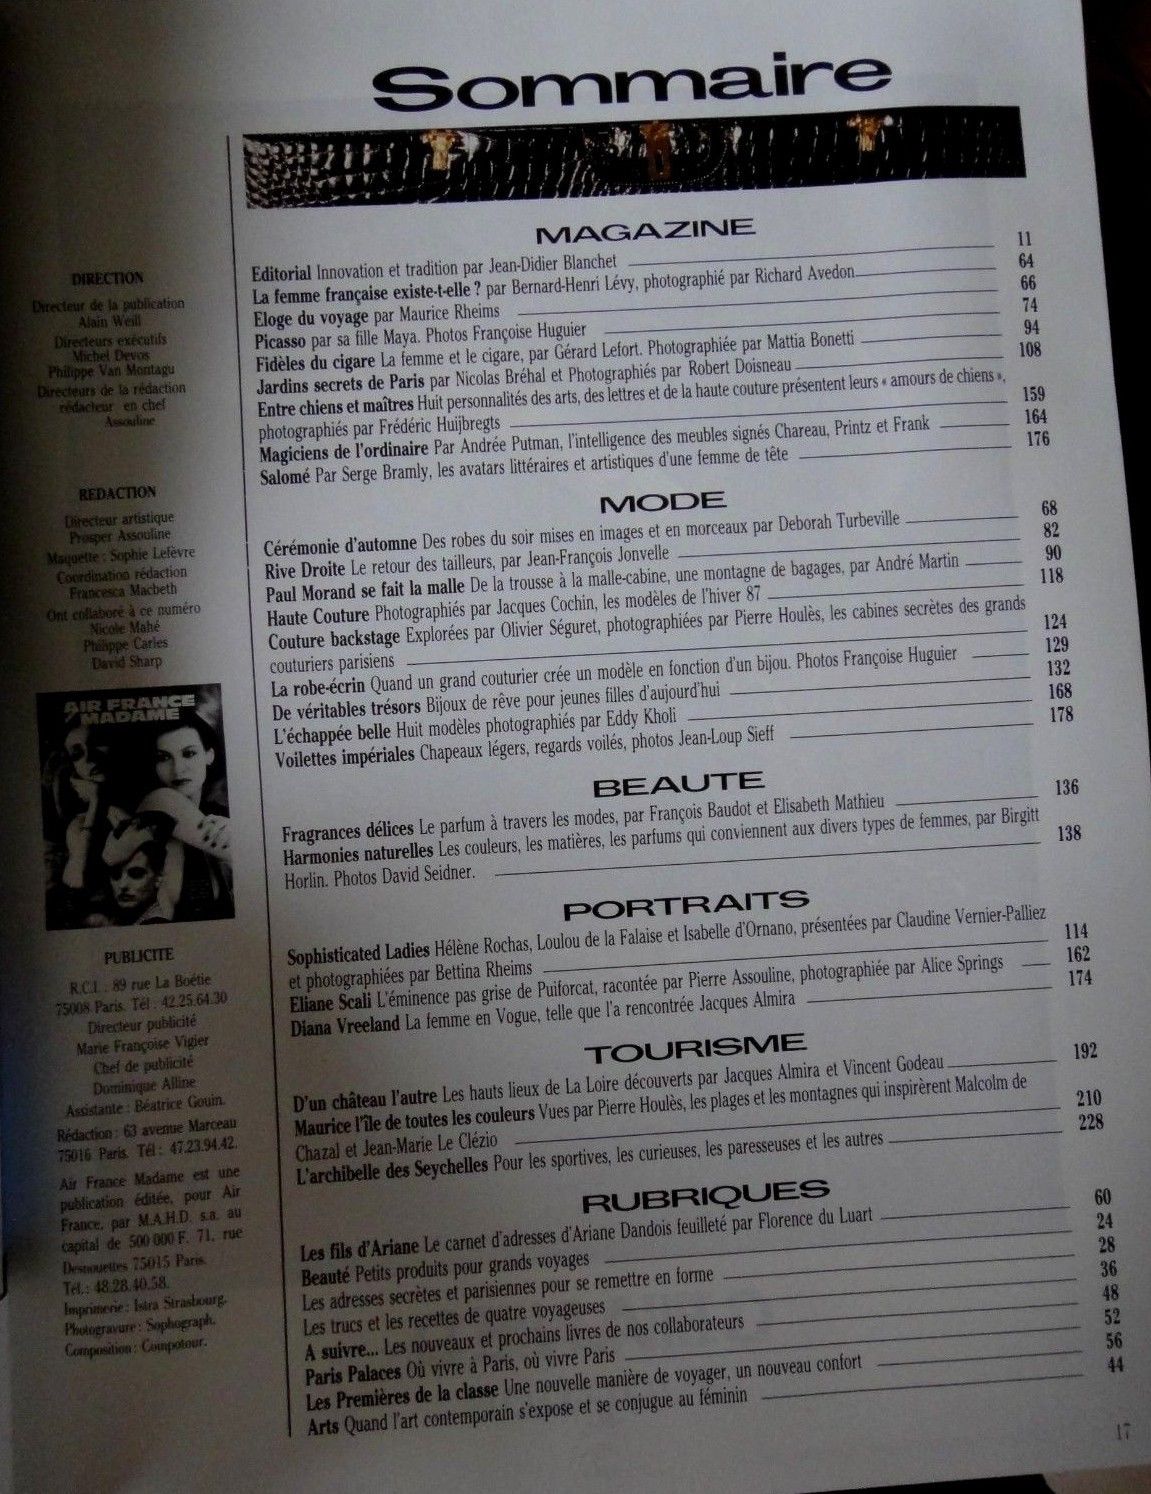 Sommaire
DIRECTION
Directeur de la publication
Alain Weill
Directeurs exécutifs
Michel Devos
Philippe Van Montagu
Directeurs de la rédaction
rédacteur en chef
Assouline
REDACTION
Directeur artistique
Prosper Assouline
Maquette : Sophie Lefèvre
Coordination rédaction
Francesca Macbeth
Ont collaboré à ce numéro
Nicole Mahé
Philippe Carles
David Sharp
AIR FRANCE
MADAME
PUBLICITE
R.C.I. 89 rue La Boétie
75008 Paris. Tél : 42.25.64.30
Directeur publicité
Marie Françoise Vigier
Chef de publicité
Dominique Alline
Assistante : Béatrice Gouin.
Rédaction : 63 avenue Marceau
75016 Paris. Tél : 47.23.94.42.
Air France Madame est une
publication éditée, pour Air
France, par M.A.H.D. s.a. au
capital de 500 000 F. 71, rue
Desnouettes 75015 Paris.
Tél. : 48.28.40.58.
Imprimerie : Istra Strasbourg.
Photogravure : Sophograph.
Composition : Compotour.
MAGAZINE
Editorial Innovation et tradition par Jean-Didier Blanchet 11
La femme française existe-t-elle ? par Bernard-Henri Lévy, photographié par Richard Avedon 64
Eloge du voyage par Maurice Rheims 66
Picasso par sa fille Maya. Photos Françoise Huguier 74
Fidèles du cigare La femme et le cigare, par Gérard Lefort. Photographiée par Mattia Bonetti 94
Jardins secrets de Paris par Nicolas Bréhal et Photographiés par Robert Doisneau 108
Entre chiens et maîtres Huit personnalités des arts, des lettres et de la haute couture présentent leurs « amours de chiens »,
photographiés par Frédéric Huijbregts 159
Magiciens de l'ordinaire Par Andrée Putman, l'intelligence des meubles signés Chareau, Printz et Frank 164
Salomé Par Serge Bramly, les avatars littéraires et artistiques d'une femme de tête 176
MODE
Cérémonie d'automne Des robes du soir mises en images et en morceaux par Deborah Turbeville 68
Rive Droite Le retour des tailleurs, par Jean-François Jonvelle 82
Paul Morand se fait la malle De la trousse à la malle-cabine, une montagne de bagages, par André Martin 90
Haute Couture Photographiés par Jacques Cochin, les modèles de l'hiver 87 118
Couture backstage Explorées par Olivier Séguret, photographiées par Pierre Houlès, les cabines secrètes des grands
couturiers parisiens 124
La robe-écrin Quand un grand couturier crée un modèle en fonction d'un bijou. Photos Françoise Huguier 129
De véritables trésors Bijoux de rêve pour jeunes filles d'aujourd'hui 132
L'échappée belle Huit modèles photographiés par Eddy Kholi 168
Voilettes impériales Chapeaux légers, regards voilés, photos Jean-Loup Sieff 178
BEAUTE
Fragrances délices Le parfum à travers les modes, par François Baudot et Elisabeth Mathieu 136
Harmonies naturelles Les couleurs, les matières, les parfums qui conviennent aux divers types de femmes, par Birgitt
Horlin. Photos David Seidner. 138
PORTRAITS
Sophisticated Ladies Hélène Rochas, Loulou de la Falaise et Isabelle d'Ornano, présentées par Claudine Vernier-Palliez
et photographiées par Bettina Rheims 114
Eliane Scali L'éminence pas grise de Puiforcat, racontée par Pierre Assouline, photographiée par Alice Springs 162
Diana Vreeland La femme en Vogue, telle que l'a rencontrée Jacques Almira 174
TOURISME
D'un château l'autre Les hauts lieux de La Loire découverts par Jacques Almira et Vincent Godeau 192
Maurice l'île de toutes les couleurs Vues par Pierre Houlès, les plages et les montagnes qui inspirèrent Malcolm de
Chazal et Jean-Marie Le Clézio 210
L'archibelle des Seychelles Pour les sportives, les curieuses, les paresseuses et les autres 228
RUBRIQUES
Les fils d'Ariane Le carnet d'adresses d'Ariane Dandois feuilleté par Florence du Luart 60
Beauté Petits produits pour grands voyages 24
Les adresses secrètes et parisiennes pour se remettre en forme 28
Les trucs et les recettes de quatre voyageuses 36
A suivre... Les nouveaux et prochains livres de nos collaborateurs 48
Paris Palaces Où vivre à Paris, où vivre Paris 52
Les Premières de la classe Une nouvelle manière de voyager, un nouveau confort 56
Arts Quand l'art contemporain s'expose et se conjugue au féminin 44
17